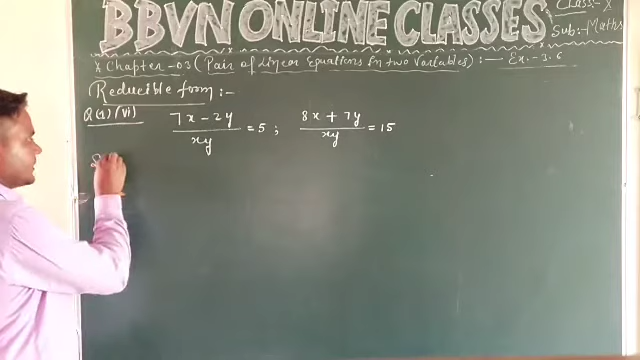 BBVN ONLINE CLASSES
Class:- X
Sub:- Maths
* Chapter-03 (Pair of Linear Equations In two Variables) :— Ex.-3.6
Reducible form :-
Q(1) (vi) 7x - 2y / xy = 5 ; 8x + 7y / xy = 15